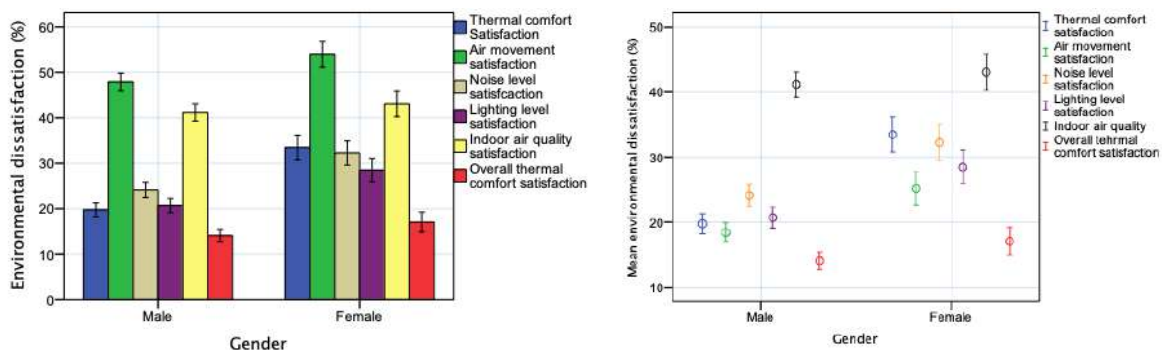 Environment dissatisfaction (%)
60
50
40
30
20
10
0
Male
Female
Gender
Thermal comfort
Satisfaction
Air movement
satisfaction
Noise level
satisfcaction
Lighting level
satisfaction
Indoor air quality
satisfaction
Overall thermal
comfort satisfaction
Mean environment dissatisfaction (%)
50
40
30
20
10
Male
Female
Gender
Thermal comfort
satisfaction
Air movement
satisfaction
Noise level
satisfaction
Lighting level
satisfaction
Indoor air quality
Overall tehrmal
comfort satisfaction